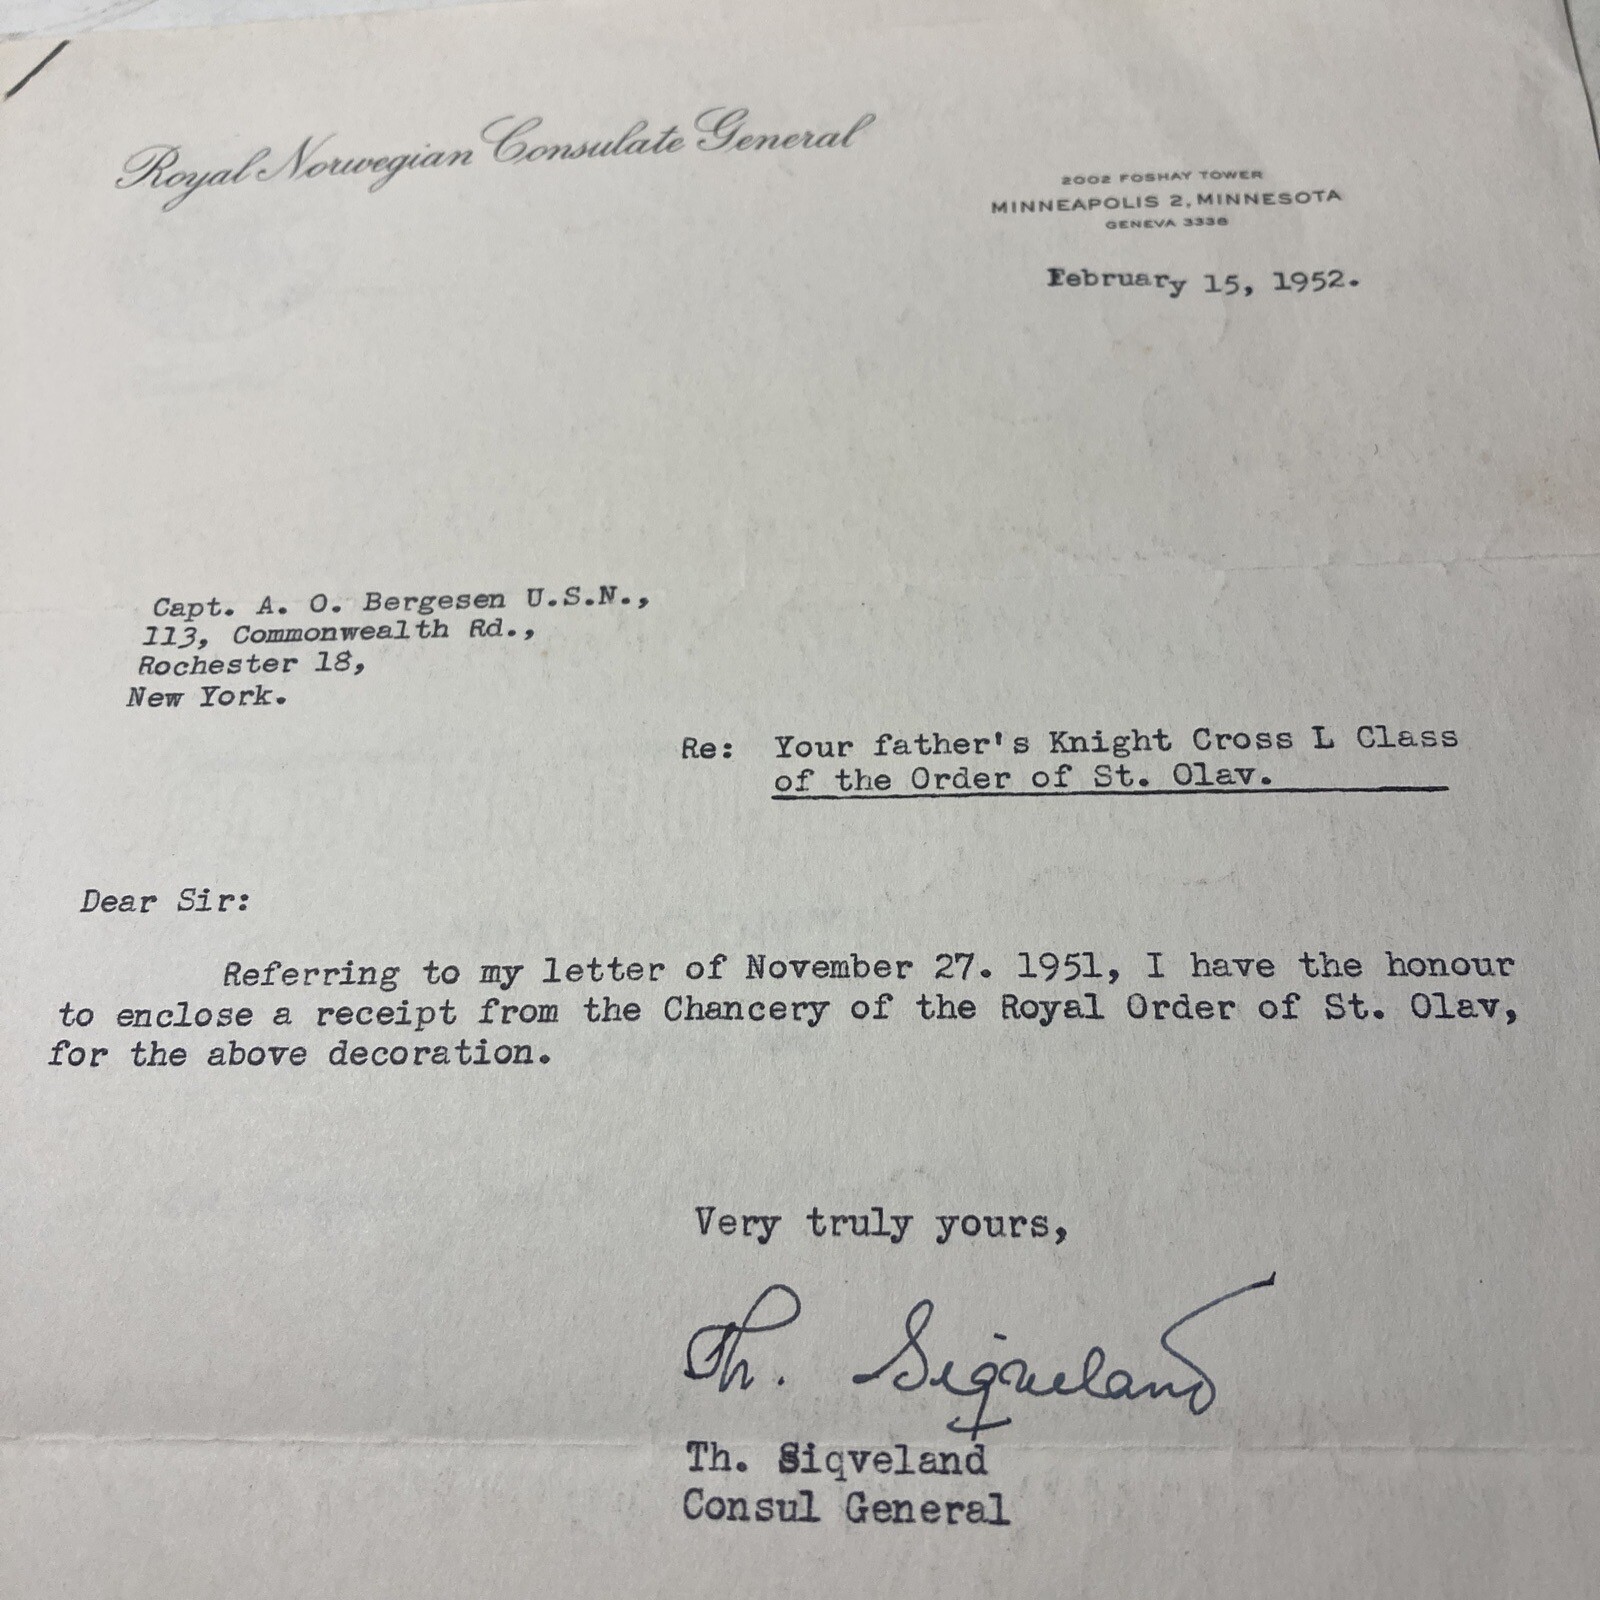 Royal Norwegian Consulate General
2002 FOSHAY TOWER
MINNEAPOLIS 2, MINNESOTA
GENEVA 3338
February 15, 1952.
Capt. A. O. Bergesen U.S.N.,
113, Commonwealth Rd.,
Rochester 18,
New York.
Re: Your father's Knight Cross L Class
of the Order of St. Olav.
Dear Sir:
Referring to my letter of November 27. 1951, I have the honour
to enclose a receipt from the Chancery of the Royal Order of St. Olav,
for the above decoration.
Very truly yours,
Th. Siqveland
Th. Siqveland
Consul General